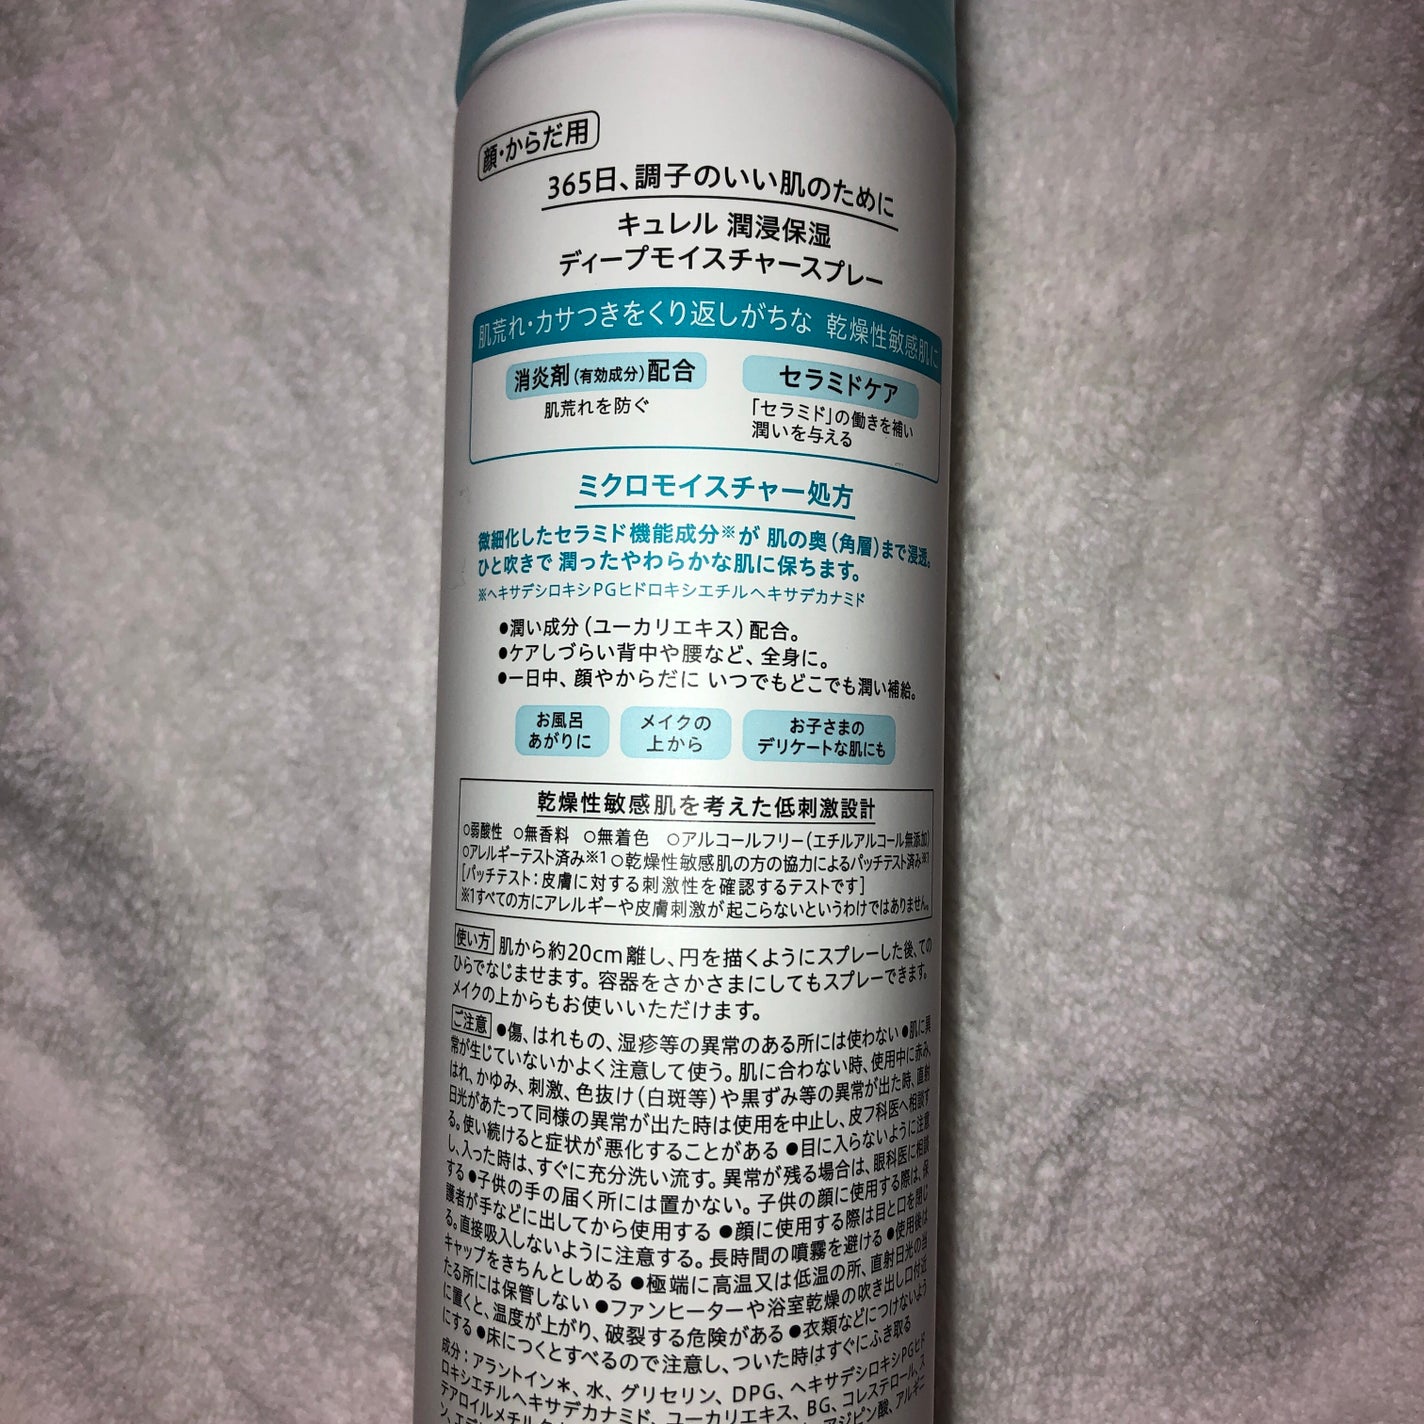 顔・からだ用
365日、調子のいい肌のために
キュレル 潤浸保湿
ディープモイスチャースプレー
肌荒れ・カサつきをくり返しがちな 乾燥性敏感肌に
消炎剤(有効成分)配合
肌荒れを防ぐ
セラミドケア
「セラミド」の働きを補い
潤いを与える
ミクロモイスチャー処方
微細化したセラミド機能成分※が 肌の奥(角層)まで浸透。
ひと吹きで 潤ったやわらかな肌に保ちます。
※ヘキサデシロキシPGヒドロキシエチルヘキサデカナミド
●潤い成分(ユーカリエキス)配合。
●ケアしづらい背中や腰など、全身に。
●一日中、顔やからだに いつでもどこでも潤い補給。
お風呂
あがりに
メイクの
上から
お子さまの
デリケートな肌にも
乾燥性敏感肌を考えた低刺激設計
○弱酸性 ○無香料 ○無着色 ○アルコールフリー(エチルアルコール無添加)
○アレルギーテスト済み※1○乾燥性敏感肌の方の協力によるパッチテスト済み※1
[パッチテスト:皮膚に対する刺激性を確認するテストです]
※1すべての方にアレルギーや皮膚刺激が起こらないというわけではありません。
使い方 肌から約20cm離し、円を描くようにスプレーした後、ての
ひらでなじませます。容器をさかさまにしてもスプレーできます。
メイクの上からもお使いいただけます。
ご注意 ●傷、はれもの、湿疹等の異常のある所には使わない●肌に異
常が生じていないかよく注意して使う。肌に合わない時、使用中に赤み、
はれ、かゆみ、刺激、色抜け(白斑等)や黒ずみ等の異常が出た時、直射
日光があたって同様の異常が出た時は使用を中止し、皮フ科医へ相談す
る。使い続けると症状が悪化することがある ●目に入らないように注意
し、入った時は、すぐに充分洗い流す。異常が残る場合は、眼科医に相談
する●子供の手の届く所には置かない。子供の顔に使用する際は、保
護者が手などに出してから使用する ●顔に使用する際は目と口を閉じ
る。直接吸入しないように注意する。長時間の噴霧を避ける ●使用後は
キャップをきちんとしめる ●極端に高温又は低温の所、直射日光の当
たる所には保管しない ●ファンヒーターや浴室乾燥の吹き出し口付近
に置くと、温度が上がり、破裂する危険がある ●衣類などにつけないよう
にする ●床につくとすべるので注意し、ついた時はすぐにふき取る
成分:アラントイン＊、水、グリセリン、DPG、ヘキサデシロキシPGヒド
ロキシエチルヘキサデカナミド、ユーカリエキス、BG、コレステロール、ス
テアロイルメチル アジピン酸、アルギニ